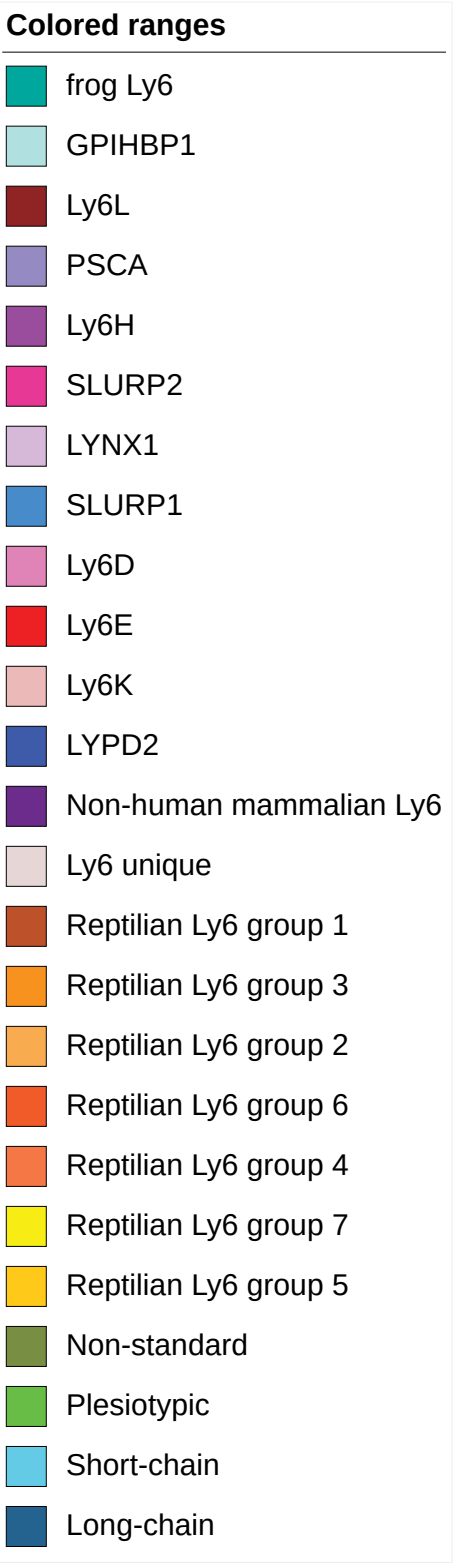 Colored ranges
frog Ly6
GPIHBP1
Ly6L
PSCA
Ly6H
SLURP2
LYNX1
SLURP1
Ly6D
Ly6E
Ly6K
LYPD2
Non-human mammalian Ly6
Ly6 unique
Reptilian Ly6 group 1
Reptilian Ly6 group 3
Reptilian Ly6 group 2
Reptilian Ly6 group 6
Reptilian Ly6 group 4
Reptilian Ly6 group 7
Reptilian Ly6 group 5
Non-standard
Plesiotypic
Short-chain
Long-chain